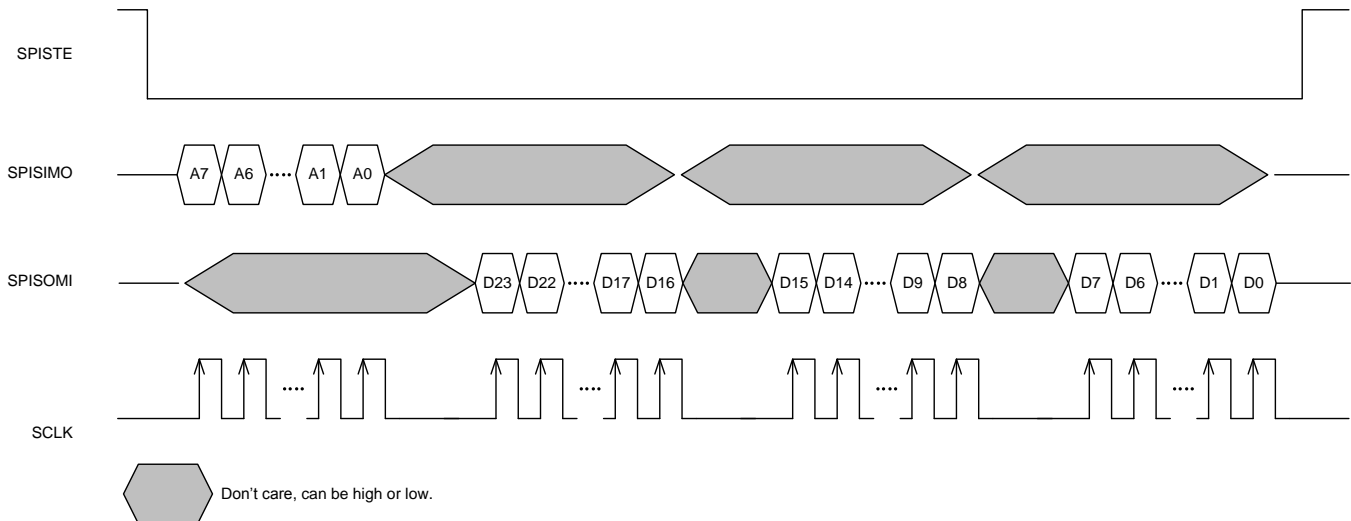 SPISTE
SPISIMO
A7 A6 .... A1 A0
SPISOMI
D23 D22 .... D17 D16 D15 D14 .... D9 D8 D7 D6 .... D1 D0
.... .... .... ....
SCLK
Don't care, can be high or low.